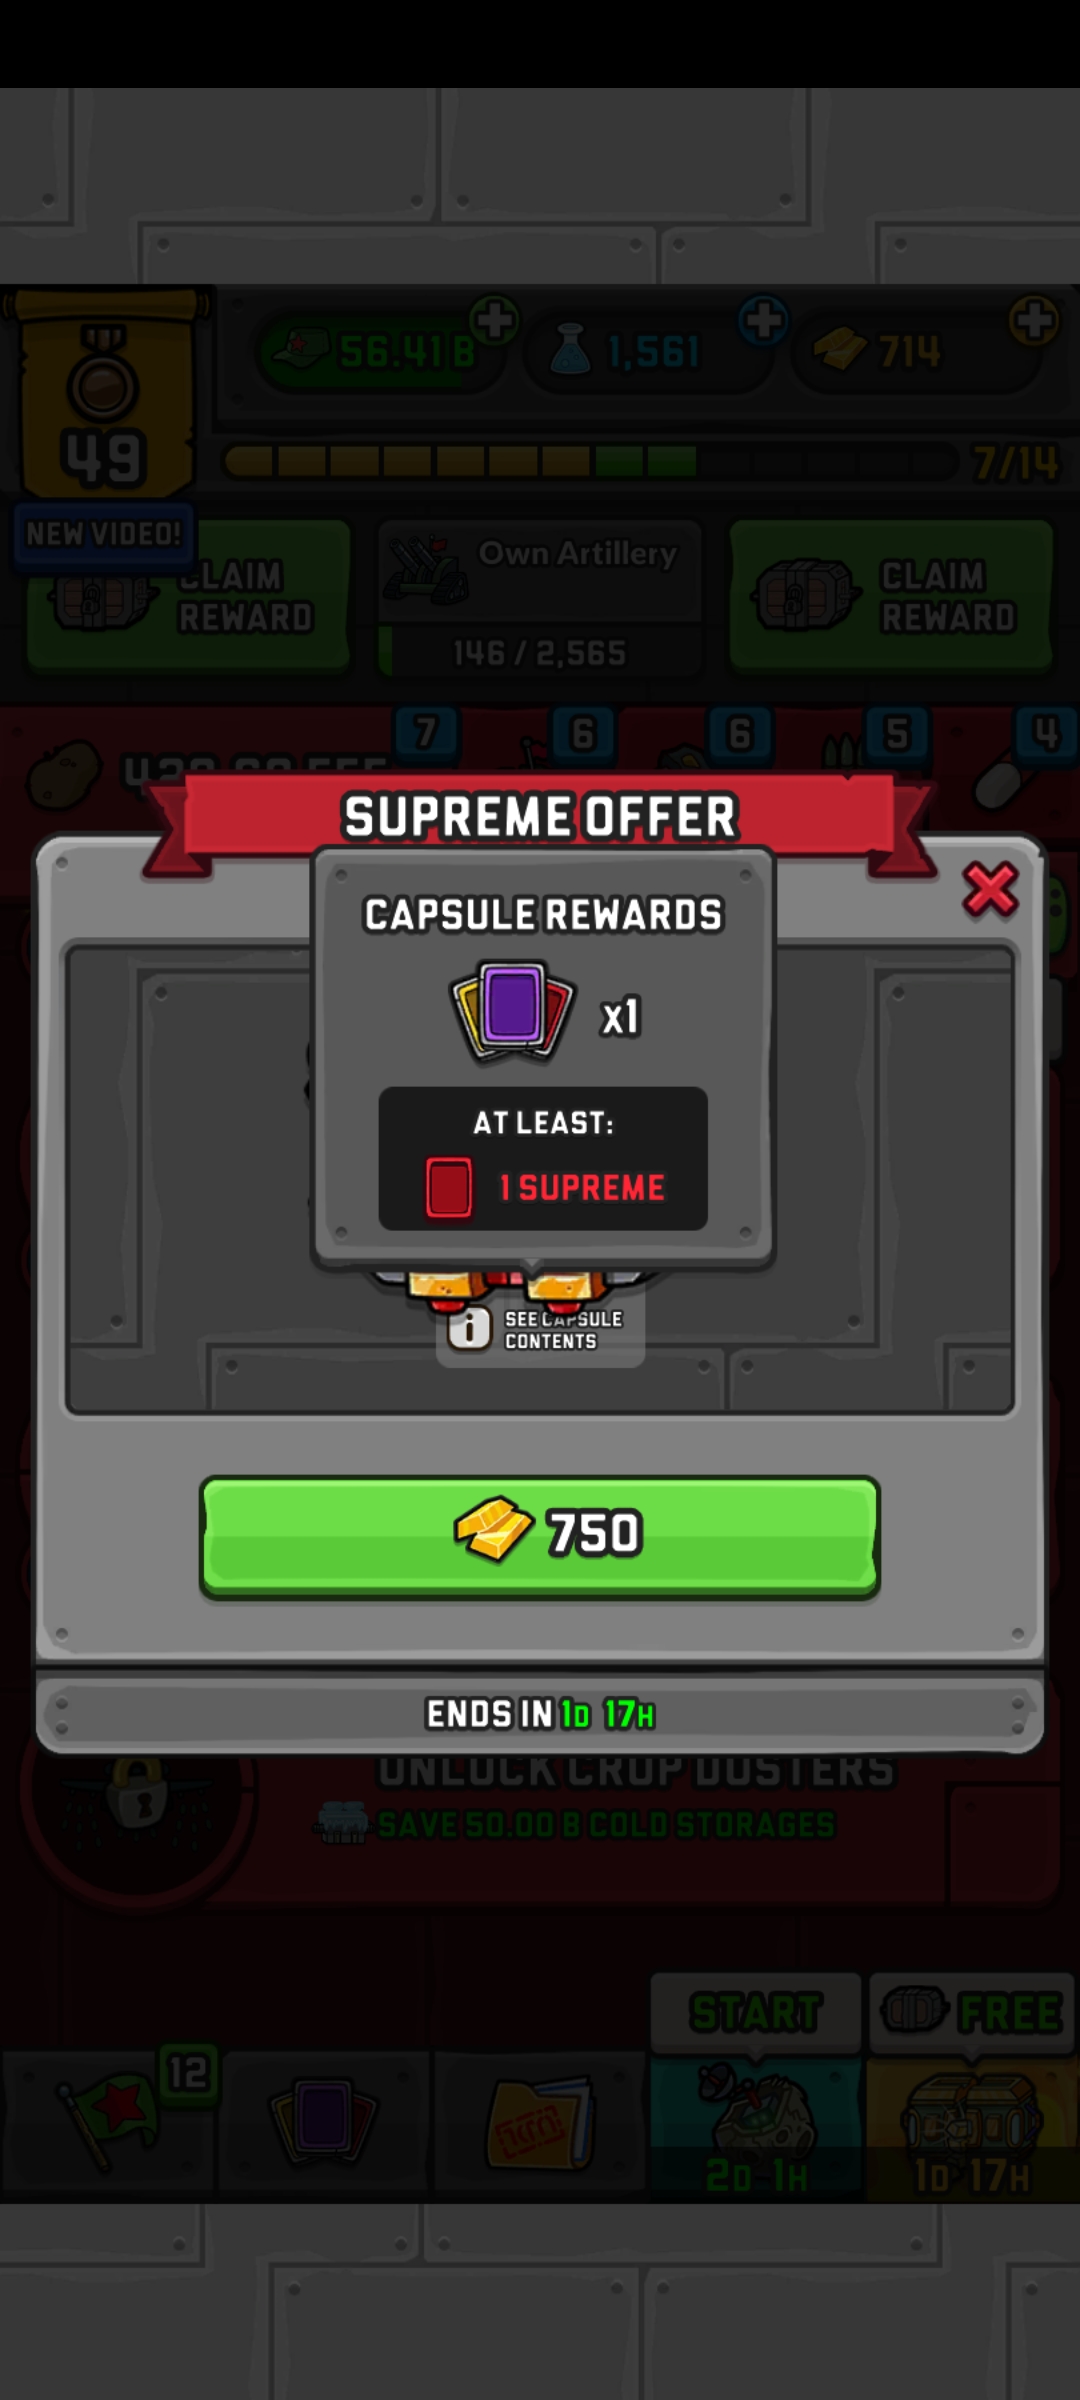 56.41 B
1,561
714
49
7/14
NEW VIDEO!
CLAIM
REWARD
Own Artillery
146 / 2,565
CLAIM
REWARD
7
6
6
5
4
SUPREME OFFER
CAPSULE REWARDS
x1
AT LEAST:
1 SUPREME
SEE CAPSULE
CONTENTS
750
ENDS IN 1D 17H
UNLOCK CROP DUSTERS
SAVE 50.00 B COLD STORAGES
START
FREE
12
2D 1H
1D 17H